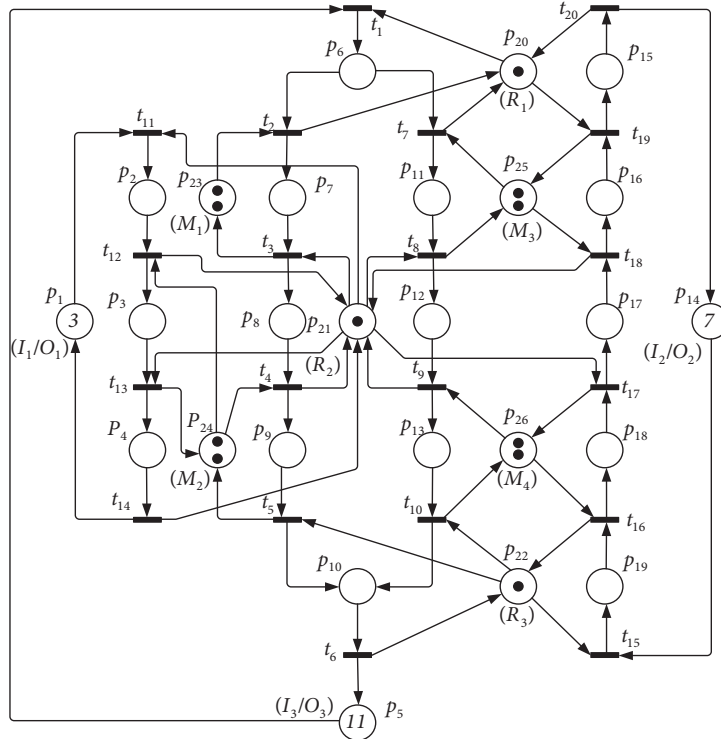 t1
t20
p20
p6
p15
(R1)
t11
t2
t7
t19
p25
p2
p23
p7
p11
p16
(M1)
(M3)
t12
t3
t8
t18
p1
p3
p8
p21
p12
p17
p14
3
7
(I1/O1)
(I2/O2)
(R2)
t13
t4
t9
t17
P4
P24
p9
p13
p26
p18
(M2)
(M4)
t14
t5
t10
t16
p10
p22
p19
(R3)
t6
t15
(I3/O3)
11
p5